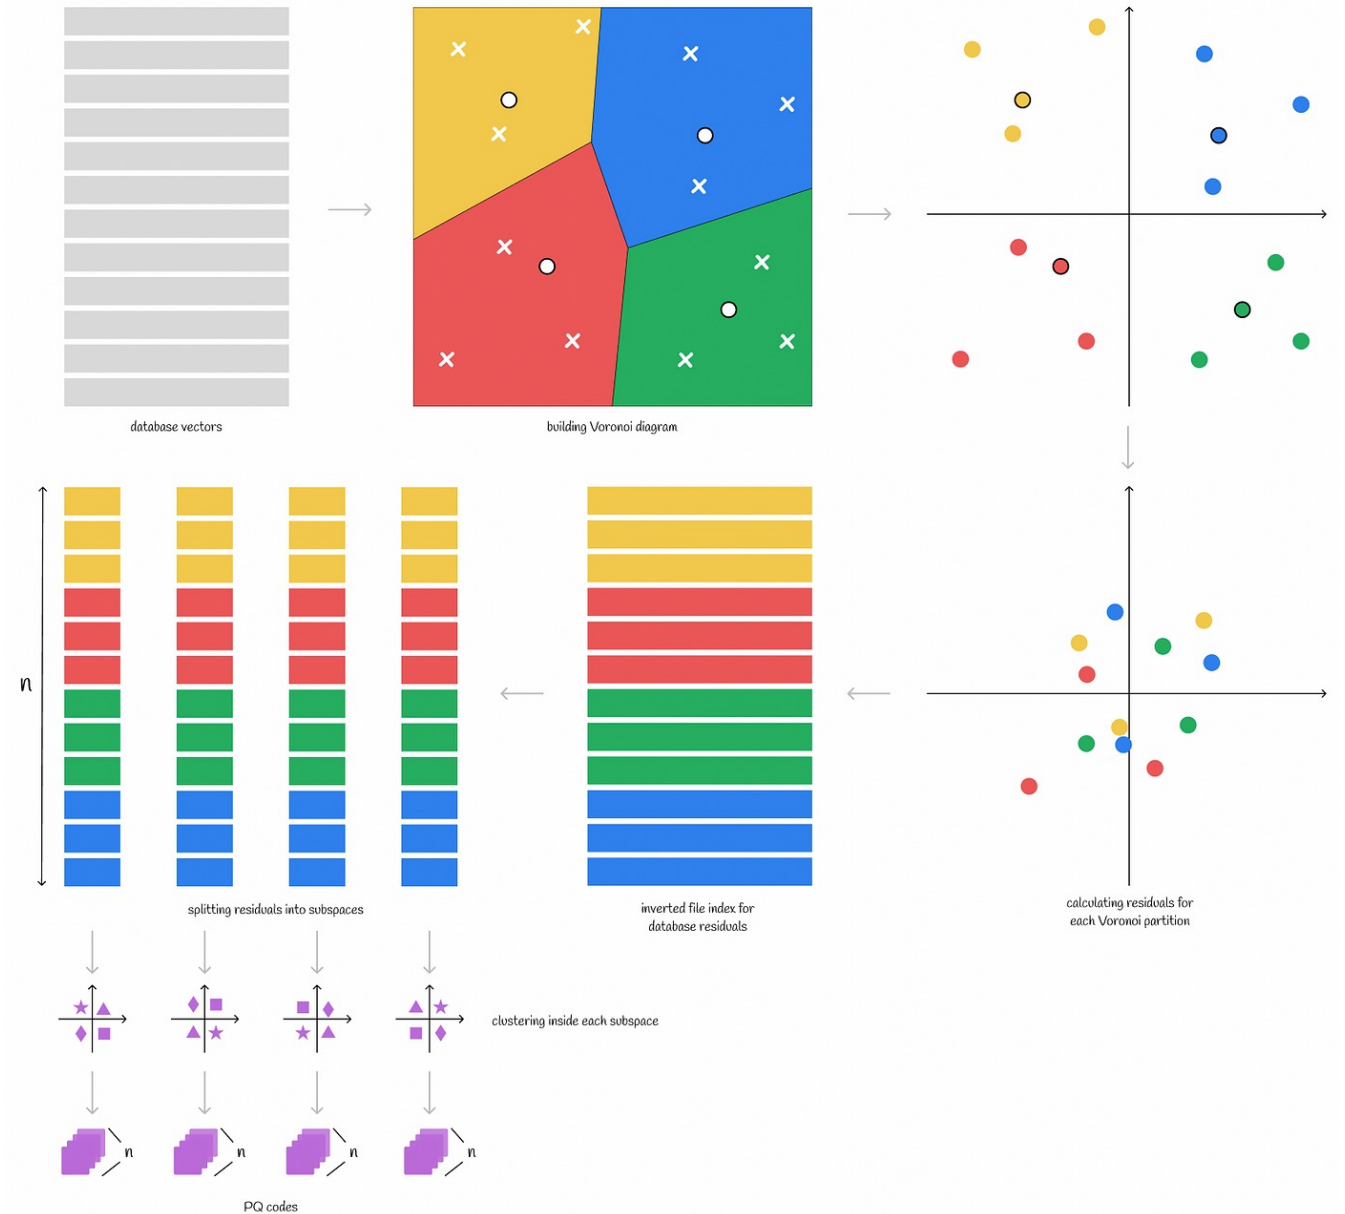 database vectors
building Voronoi diagram
n
splitting residuals into subspaces
inverted file index for
database residuals
calculating residuals for
each Voronoi partition
clustering inside each subspace
n
n
n
n
PQ codes